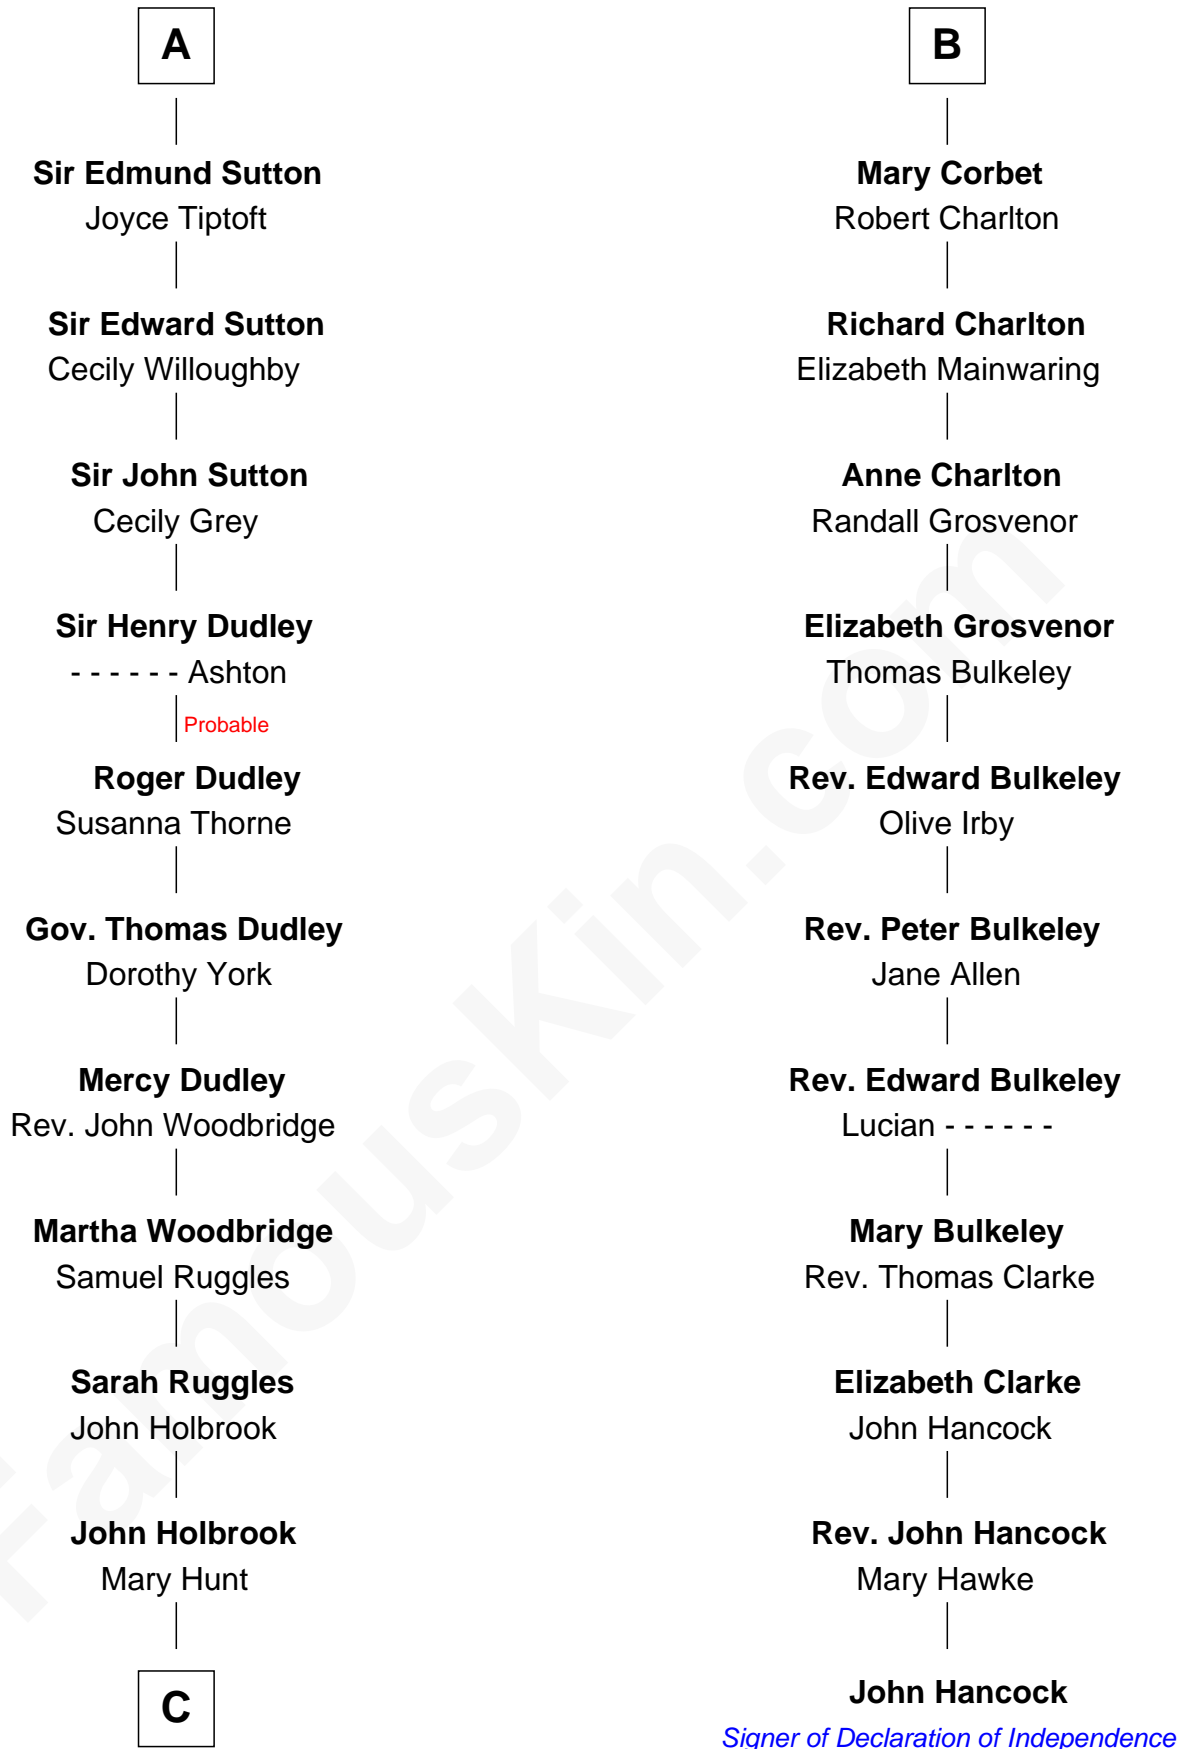 A
Sir Edmund Sutton
Joyce Tiptoft
Sir Edward Sutton
Cecily Willoughby
Sir John Sutton
Cecily Grey
Sir Henry Dudley
- - - - - - Ashton
Probable
Roger Dudley
Susanna Thorne
Gov. Thomas Dudley
Dorothy York
Mercy Dudley
Rev. John Woodbridge
Martha Woodbridge
Samuel Ruggles
Sarah Ruggles
John Holbrook
John Holbrook
Mary Hunt
C
B
Mary Corbet
Robert Charlton
Richard Charlton
Elizabeth Mainwaring
Anne Charlton
Randall Grosvenor
Elizabeth Grosvenor
Thomas Bulkeley
Rev. Edward Bulkeley
Olive Irby
Rev. Peter Bulkeley
Jane Allen
Rev. Edward Bulkeley
Lucian - - - - - -
Mary Bulkeley
Rev. Thomas Clarke
Elizabeth Clarke
John Hancock
Rev. John Hancock
Mary Hawke
John Hancock
Signer of Declaration of Independence
FamousKin.com